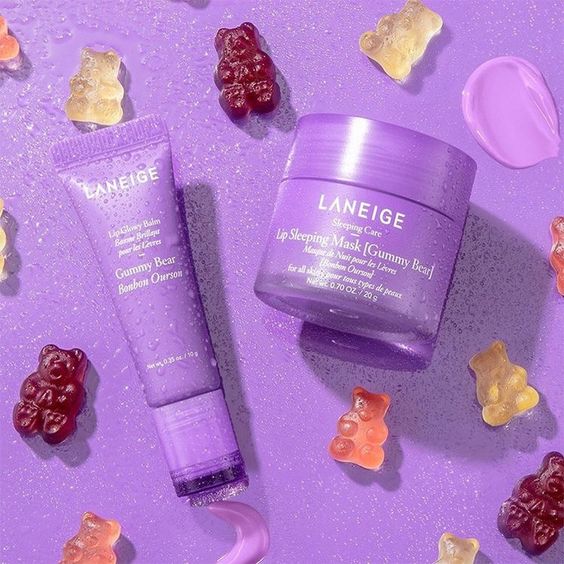 LANEIGE
Lip Glowy Balm
Baume Brillant
pour les Lèvres
Gummy Bear
Bonbon Ourson
Net wt. 0.35 oz. / 10 g
LANEIGE
Sleeping Care
Lip Sleeping Mask [Gummy Bear]
Masque de Nuit pour les Lèvres
[Bonbon Ourson]
for all skins/pour tous types de peaux
Net wt. 0.70 OZ. / 20 g